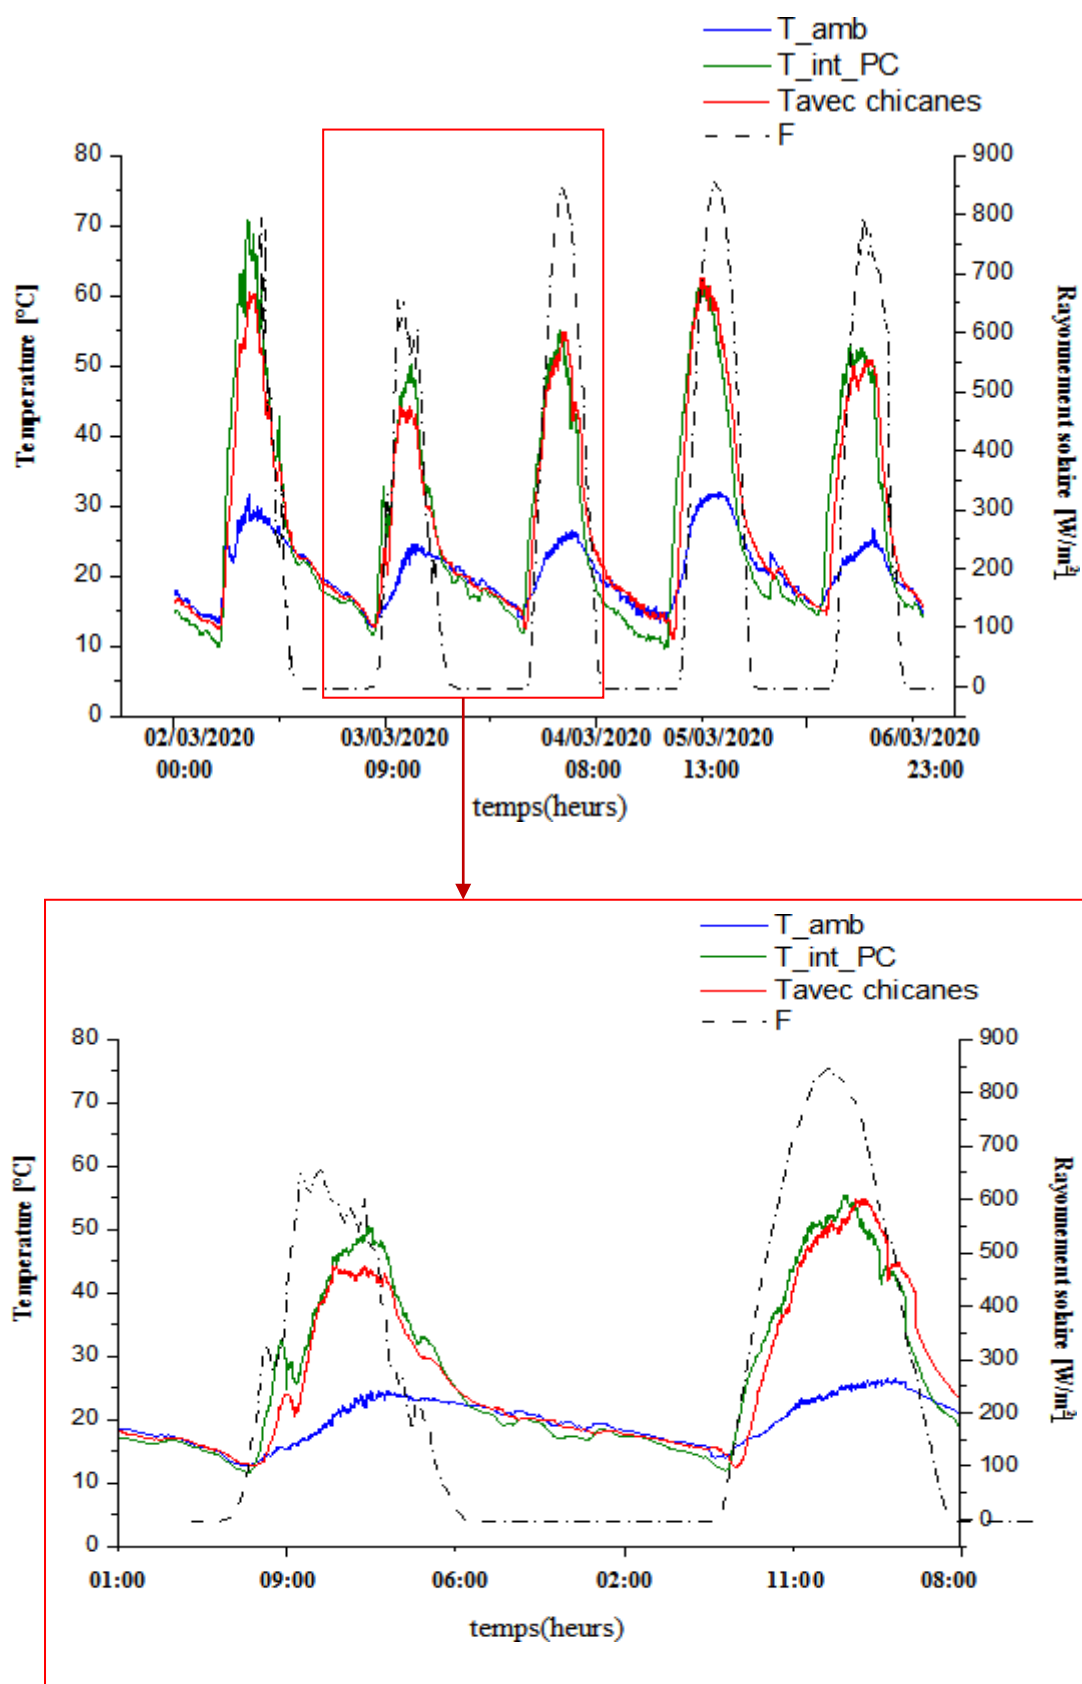 T_amb
T_int_PC
Tavec chicanes
F
80
70
60
50
40
30
20
10
0
Temperature [°C]
900
800
700
600
500
400
300
200
100
0
Rayonnement solaire [W/m²]
02/03/2020 03/03/2020 04/03/2020 05/03/2020 06/03/2020
00:00 09:00 08:00 13:00 23:00
temps(heurs)
T_amb
T_int_PC
Tavec chicanes
F
80
70
60
50
40
30
20
10
0
Temperature [°C]
900
800
700
600
500
400
300
200
100
0
Rayonnement solaire [W/m²]
01:00 09:00 06:00 02:00 11:00 08:00
temps(heurs)